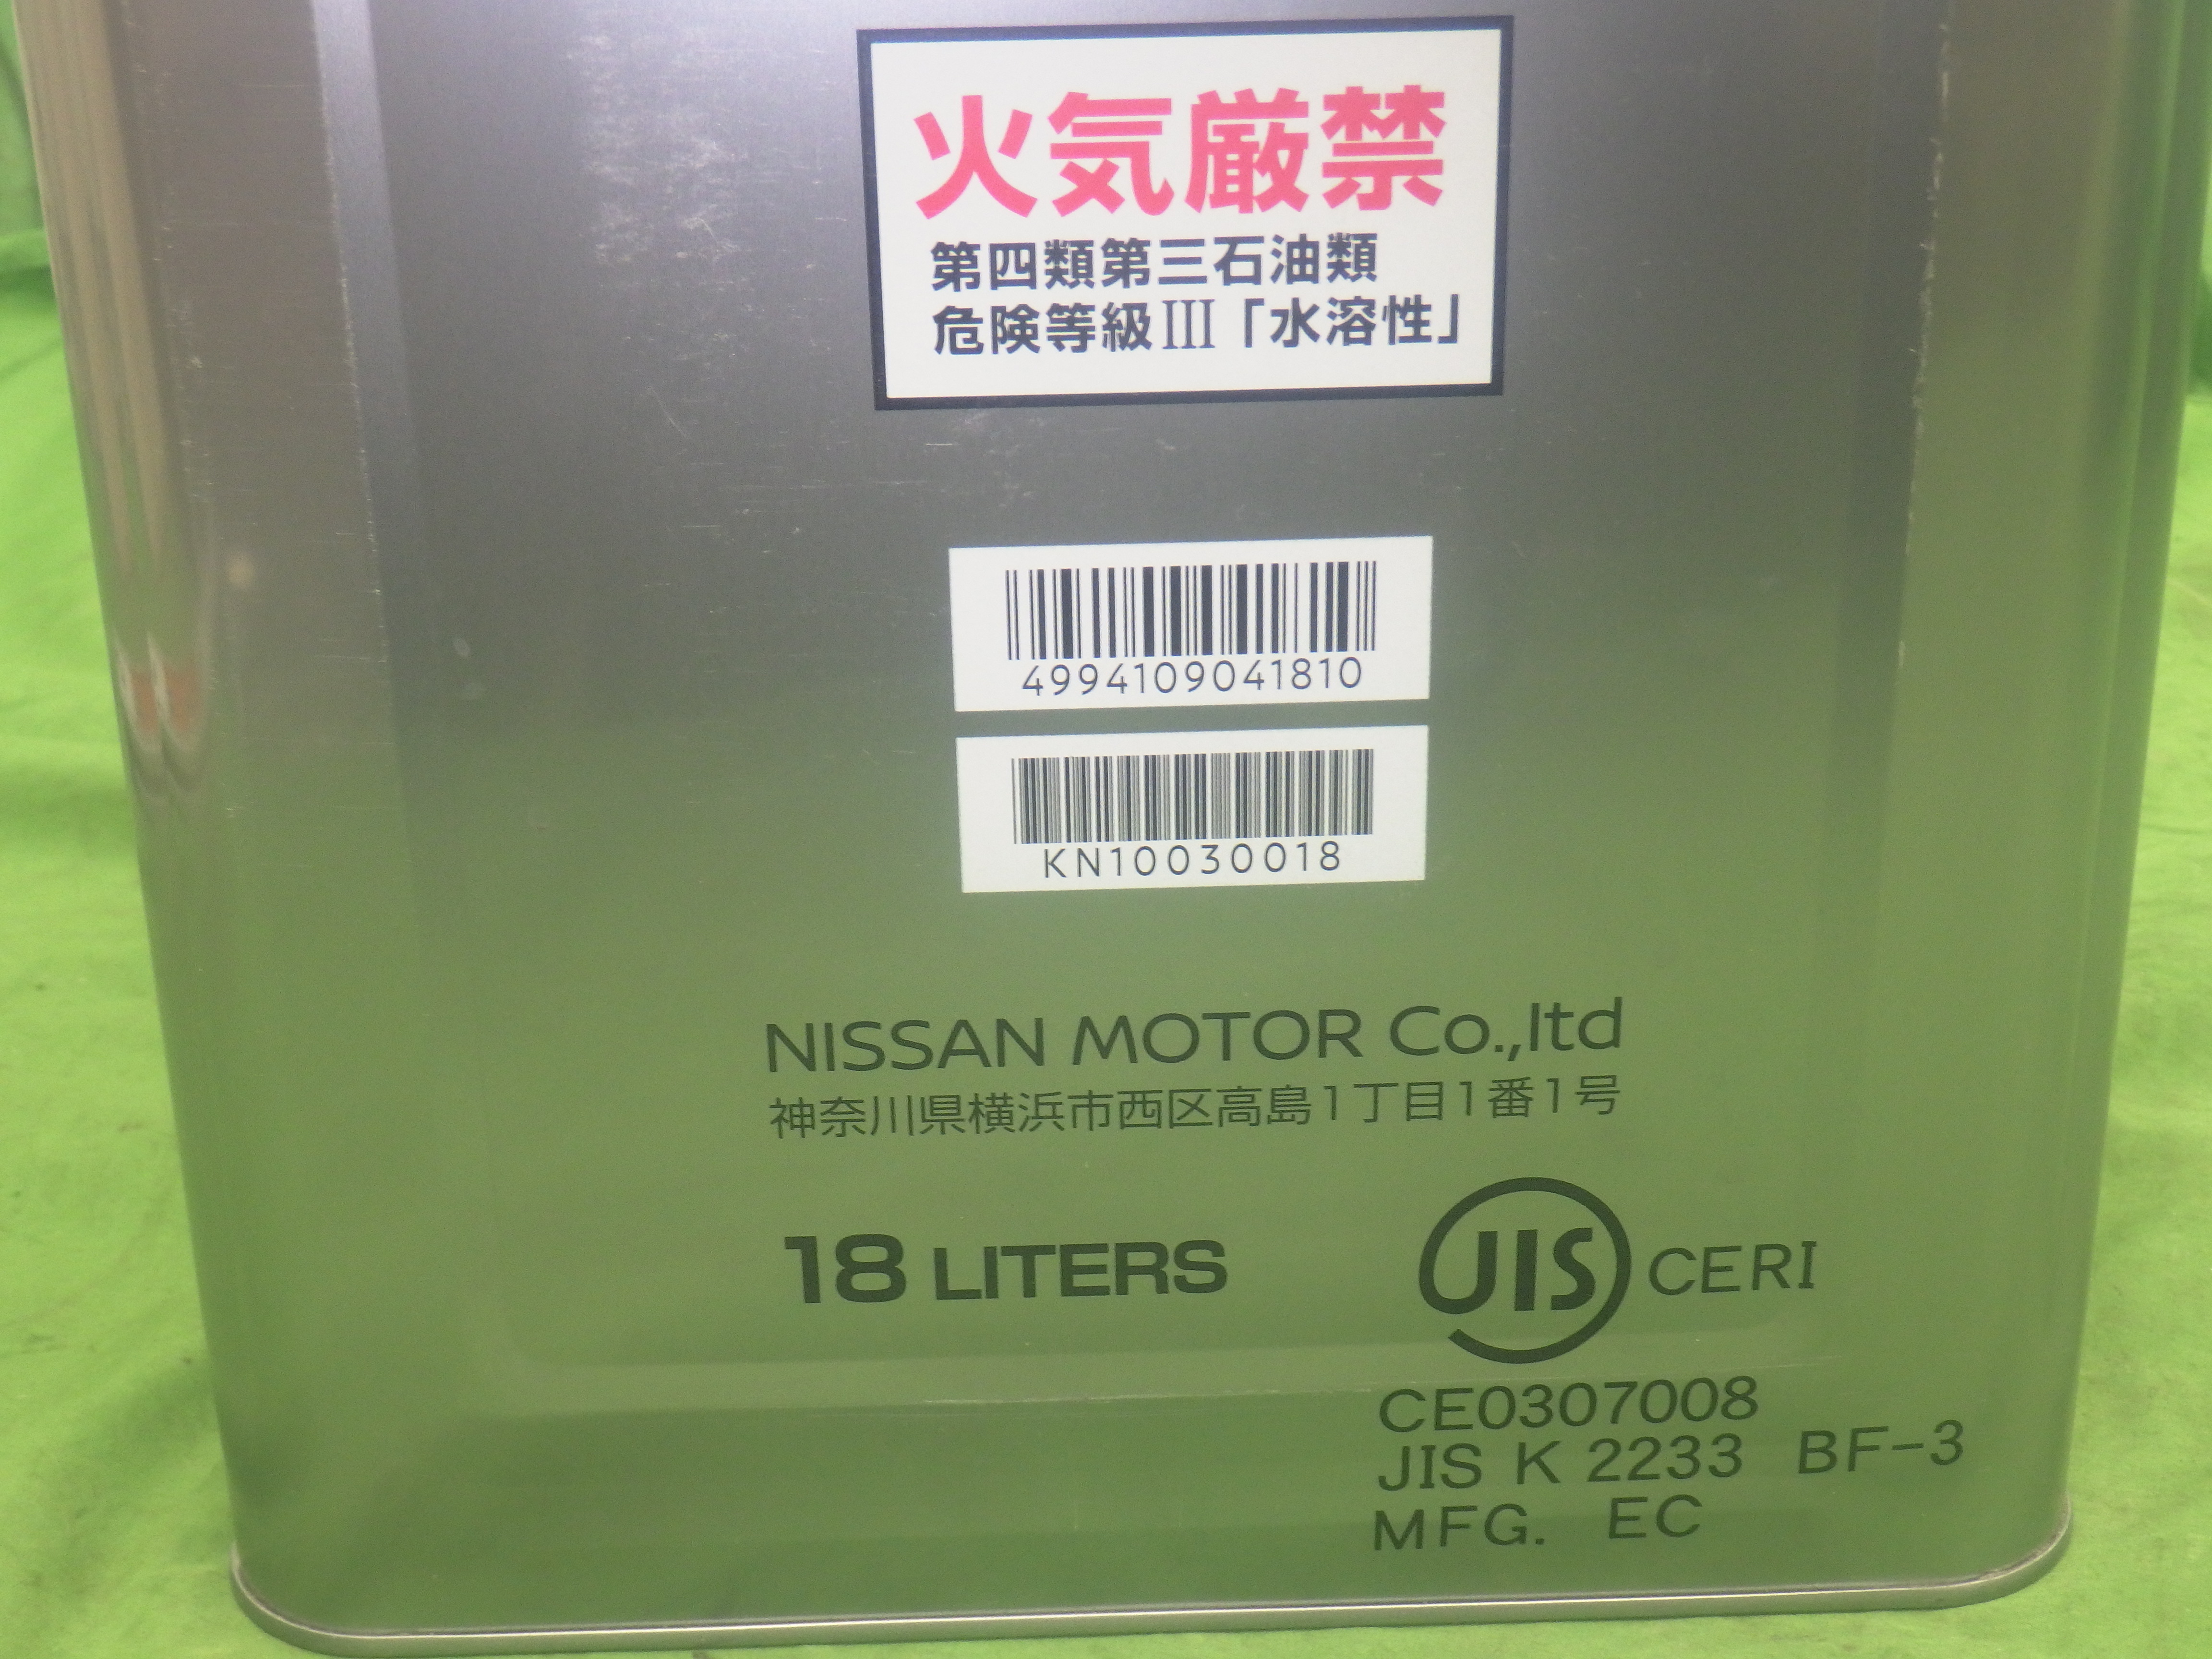 火気厳禁
第四類第三石油類
危険等級III「水溶性」
4994109041810
KN10030018
NISSAN MOTOR Co.,ltd
神奈川県横浜市西区高島1丁目1番1号
18 LITERS
JIS CERI
CE0307008
JIS K 2233 BF-3
MFG. EC